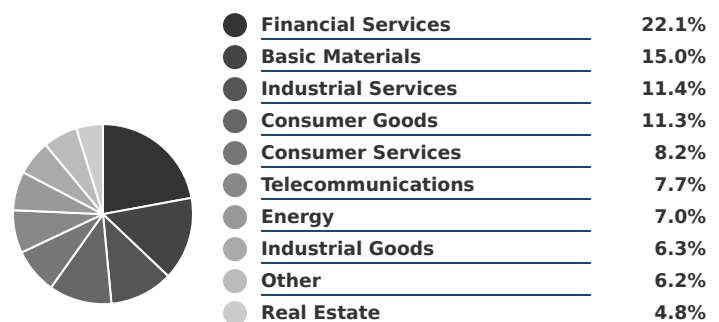 Financial Services 22.1%
Basic Materials 15.0%
Industrial Services 11.4%
Consumer Goods 11.3%
Consumer Services 8.2%
Telecommunications 7.7%
Energy 7.0%
Industrial Goods 6.3%
Other 6.2%
Real Estate 4.8%